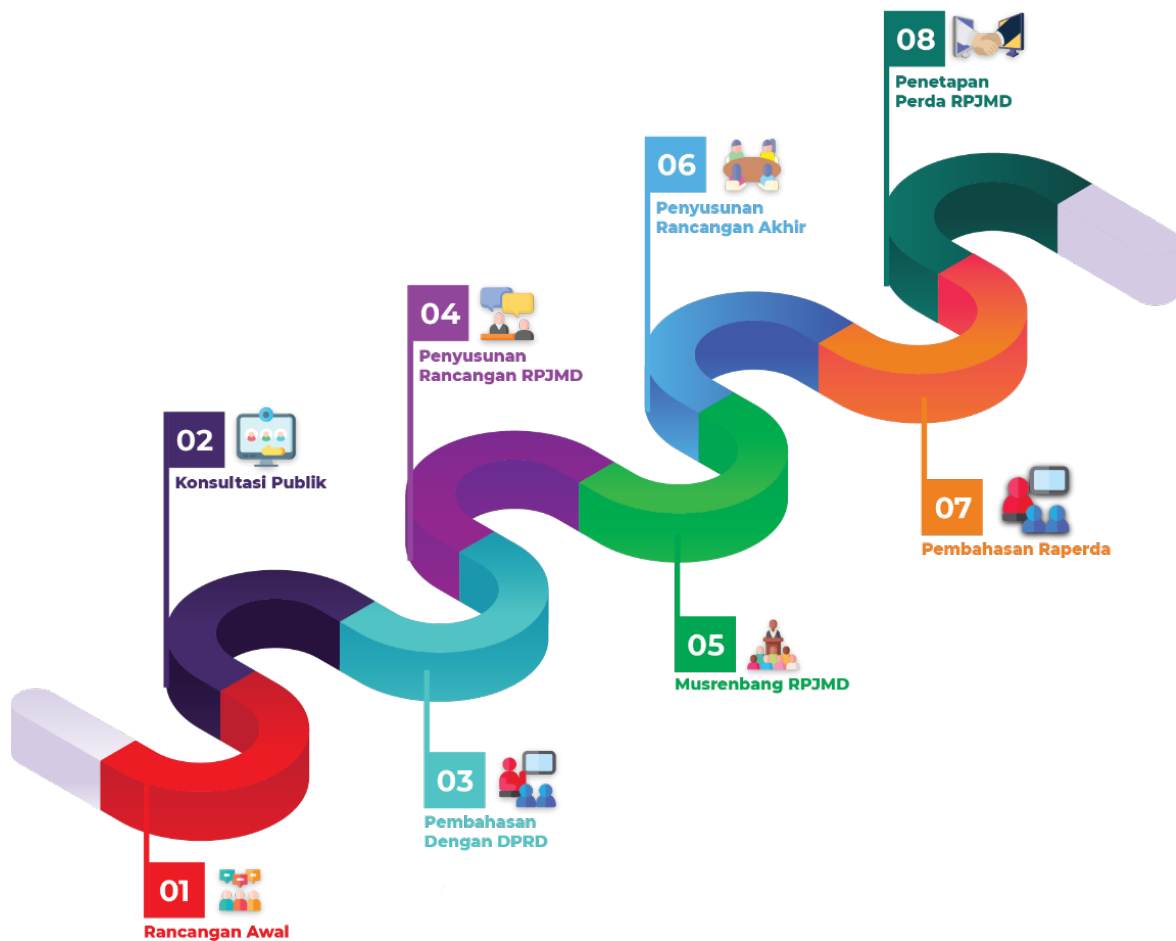 01
Rancangan Awal
02
Konsultasi Publik
03
Pembahasan
Dengan DPRD
04
Penyusunan
Rancangan RPJMD
05
Musrenbang RPJMD
06
Penyusunan
Rancangan Akhir
07
Pembahasan Raperda
08
Penetapan
Perda RPJMD